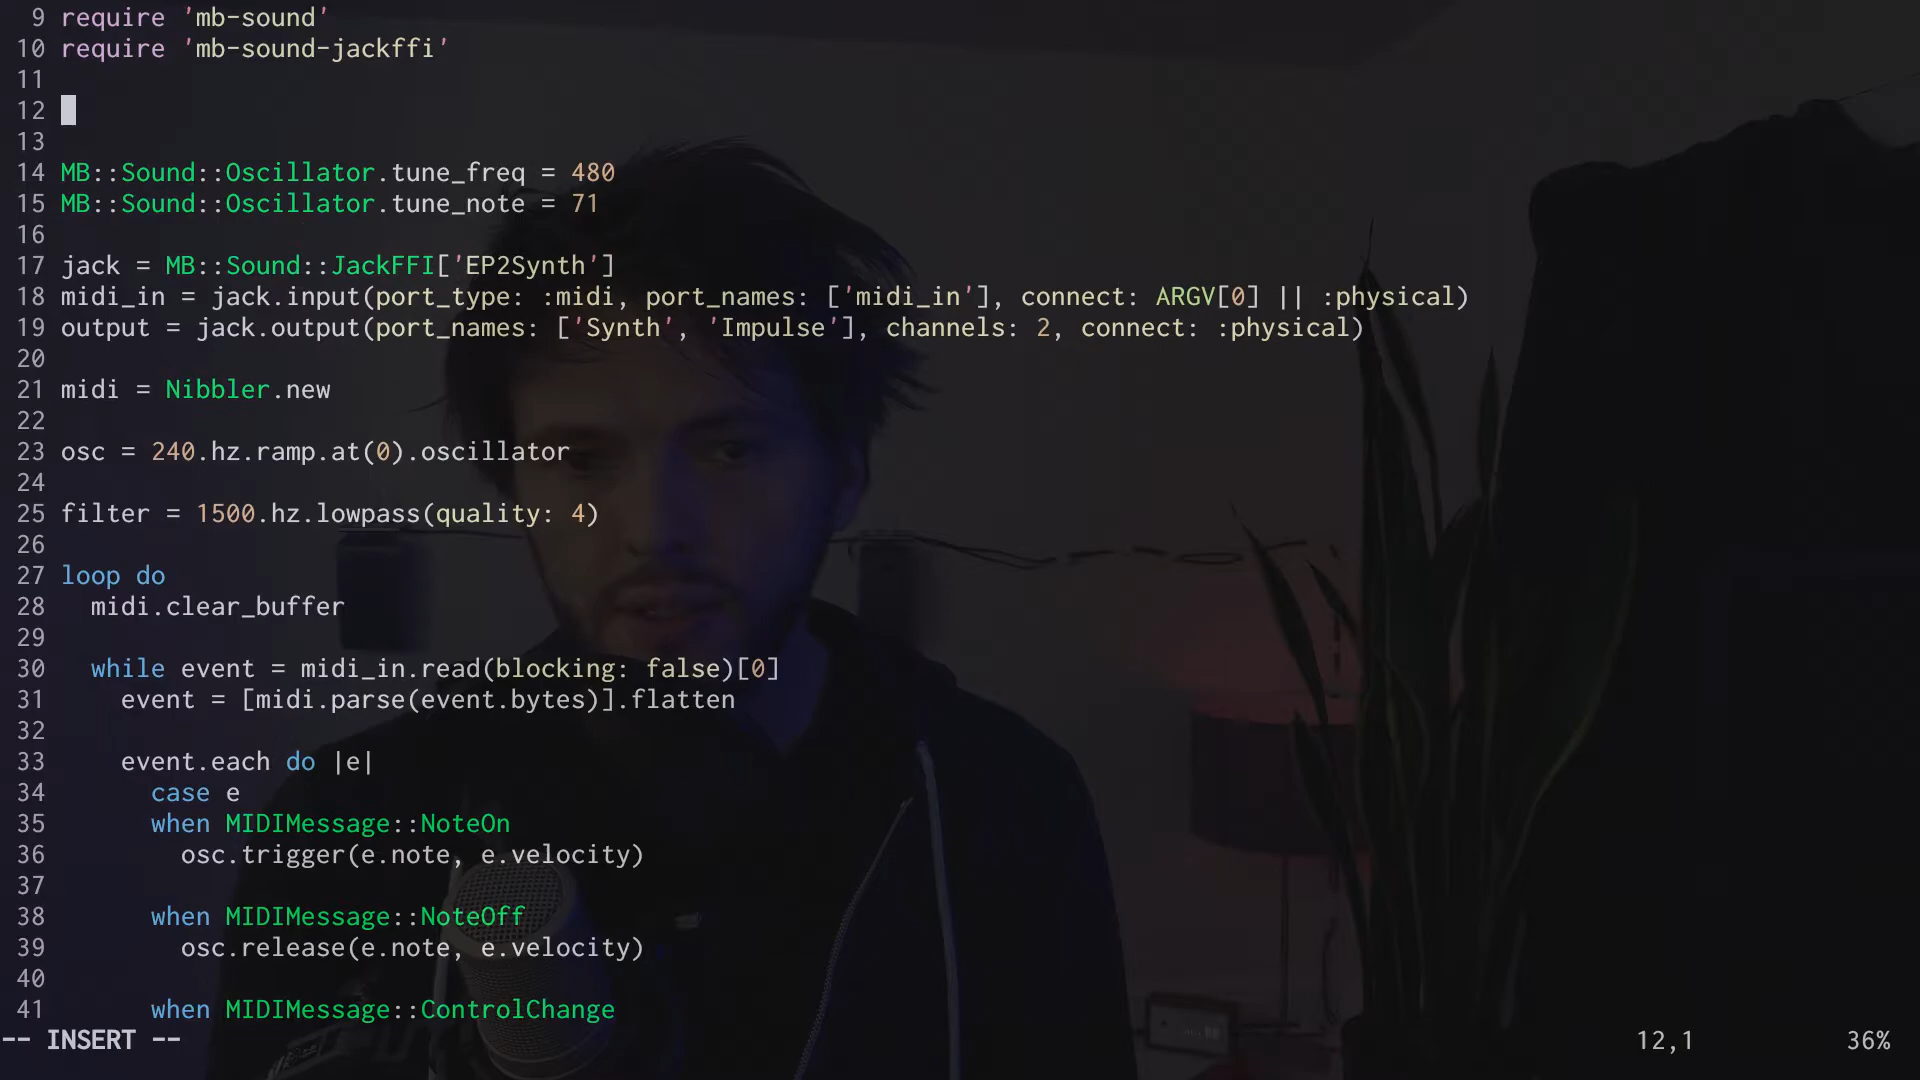 9 require 'mb-sound'
10 require 'mb-sound-jackffi'
11
12
13
14 MB::Sound::Oscillator.tune_freq = 480
15 MB::Sound::Oscillator.tune_note = 71
16
17 jack = MB::Sound::JackFFI['EP2Synth']
18 midi_in = jack.input(port_type: :midi, port_names: ['midi_in'], connect: ARGV[0] || :physical)
19 output = jack.output(port_names: ['Synth', 'Impulse'], channels: 2, connect: :physical)
20
21 midi = Nibbler.new
22
23 osc = 240.hz.ramp.at(0).oscillator
24
25 filter = 1500.hz.lowpass(quality: 4)
26
27 loop do
28   midi.clear_buffer
29
30   while event = midi_in.read(blocking: false)[0]
31     event = [midi.parse(event.bytes)].flatten
32
33     event.each do |e|
34       case e
35       when MIDIMessage::NoteOn
36         osc.trigger(e.note, e.velocity)
37
38       when MIDIMessage::NoteOff
39         osc.release(e.note, e.velocity)
40
41       when MIDIMessage::ControlChange
-- INSERT -- 12,1 36%